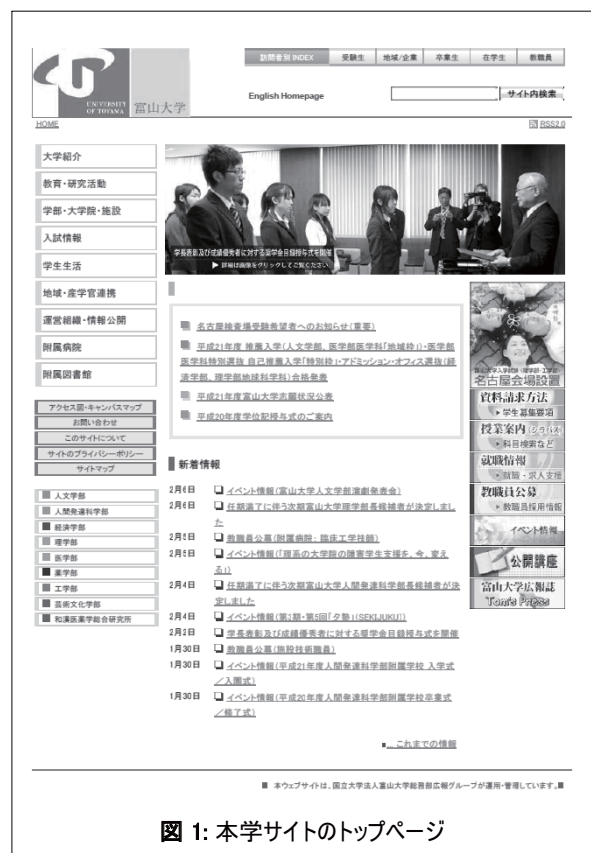 訪問者別 INDEX 受験生 地域/企業 卒業生 在学生 教職員
UNIVERSITY
OF TOYAMA 富山大学
English Homepage サイト内検索
HOME RSS2.0
大学紹介
教育・研究活動
学部・大学院・施設
入試情報
学生生活
地域・産学官連携
運営組織・情報公開
附属病院
附属図書館
アクセス図・キャンパスマップ
お問い合わせ
このサイトについて
サイトのプライバシーポリシー
サイトマップ
人文学部
人間発達科学部
経済学部
理学部
医学部
薬学部
工学部
芸術文化学部
和漢医薬学総合研究所
学長表彰及び成績優秀者に対する奨学金目録授与式を開催
▶ 詳細は画像をクリックしてご覧ください
名古屋検査場受験希望者へのお知らせ(重要)
平成21年度 推薦入学(人文学部、医学部医学科「地域枠」)・医学部
医学科特別選抜 自己推薦入学「特別枠」・アドミッション・オフィス選抜(経
済学部、理学部地球科学科)合格発表
平成21年度富山大学志願状況公表
平成20年度学位記授与式のご案内
新着情報
2月6日 イベント情報(富山大学人文学部演劇発表会)
2月6日 任期満了に伴う次期富山大学理学部長候補者が決定しまし
た
2月5日 教職員公募(附属病院: 臨床工学技師)
2月5日 イベント情報(「理系の大学院の障害学生支援を、今、変え
る」)
2月4日 任期満了に伴う次期富山大学人間発達科学部長候補者が決
定しました
2月4日 イベント情報(第3期・第5回「夕塾」(SEKIJUKU))
2月2日 学長表彰及び成績優秀者に対する奨学金目録授与式を開催
1月30日 教職員公募(施設技術職員)
1月30日 イベント情報(平成21年度人間発達科学部附属学校 入学式
／入園式)
1月30日 イベント情報(平成20年度人間発達科学部附属学校卒業式
／修了式)
... これまでの情報
名古屋会場設置
資料請求方法
▶学生募集要項
授業案内(シラバス)
▶科目検索など
就職情報
▶就職・求人支援
教職員公募
▶教職員採用情報
イベント情報
公開講座
富山大学広報誌
Tom's Press
■ 本ウェブサイトは、国立大学法人富山大学総務部広報グループが運用・管理しています。■
図 1: 本学サイトのトップページ